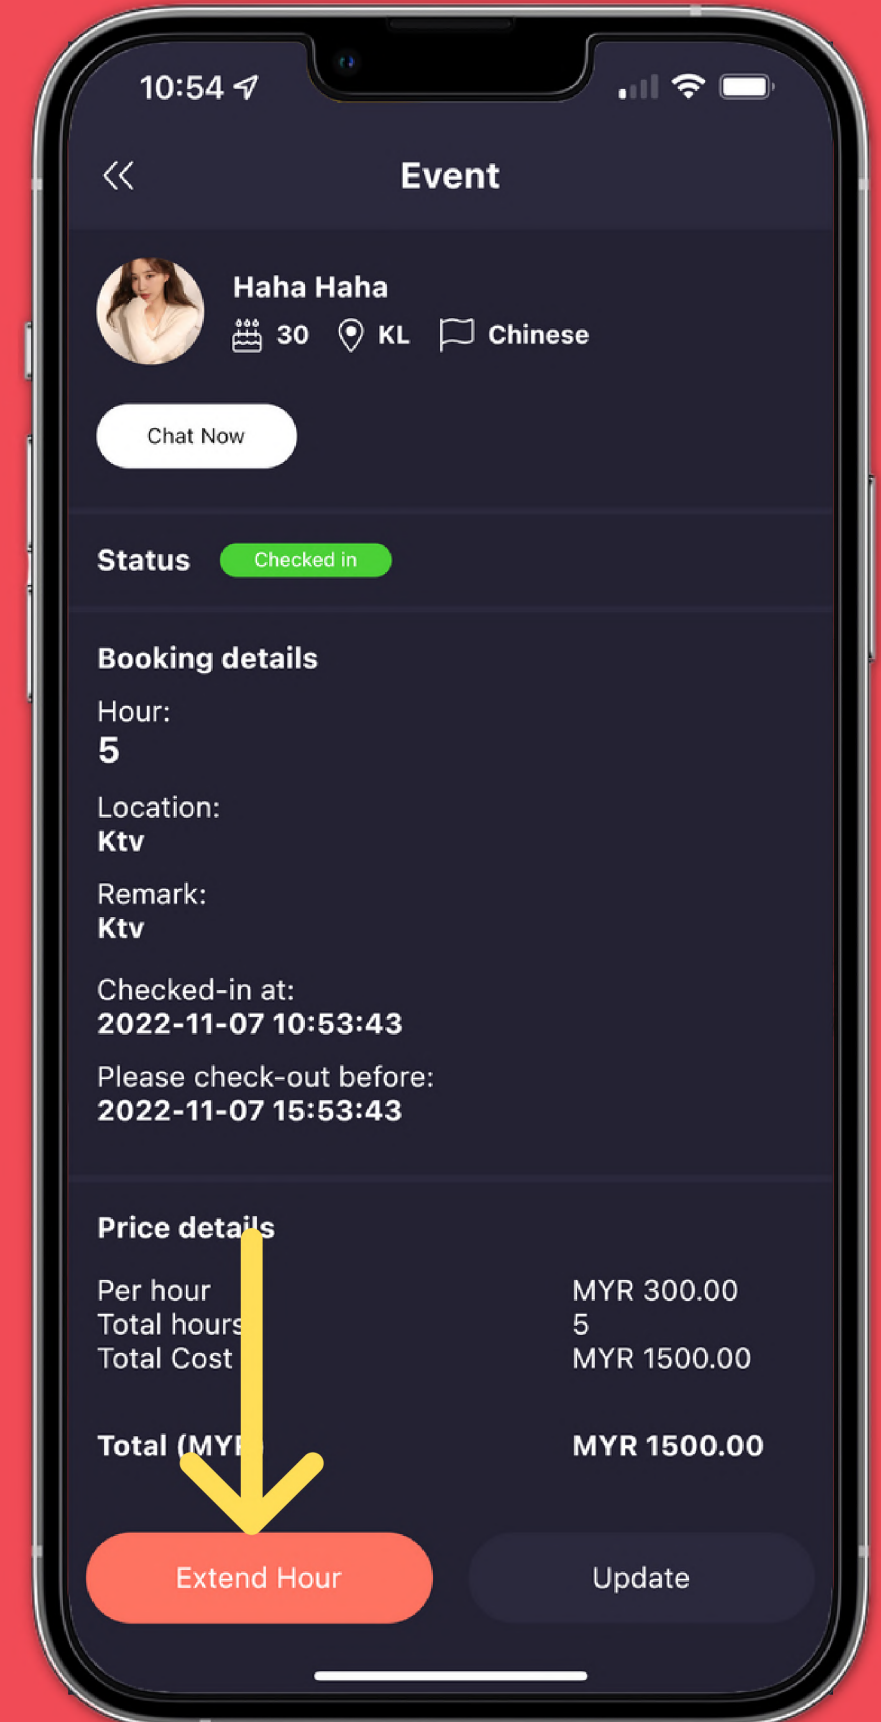 10:54
Event
Haha Haha
30 KL Chinese
Chat Now
Status Checked in
Booking details
Hour:
5
Location:
Ktv
Remark:
Ktv
Checked-in at:
2022-11-07 10:53:43
Please check-out before:
2022-11-07 15:53:43
Price details
Per hour MYR 300.00
Total hours 5
Total Cost MYR 1500.00
Total (MYR) MYR 1500.00
Extend Hour Update